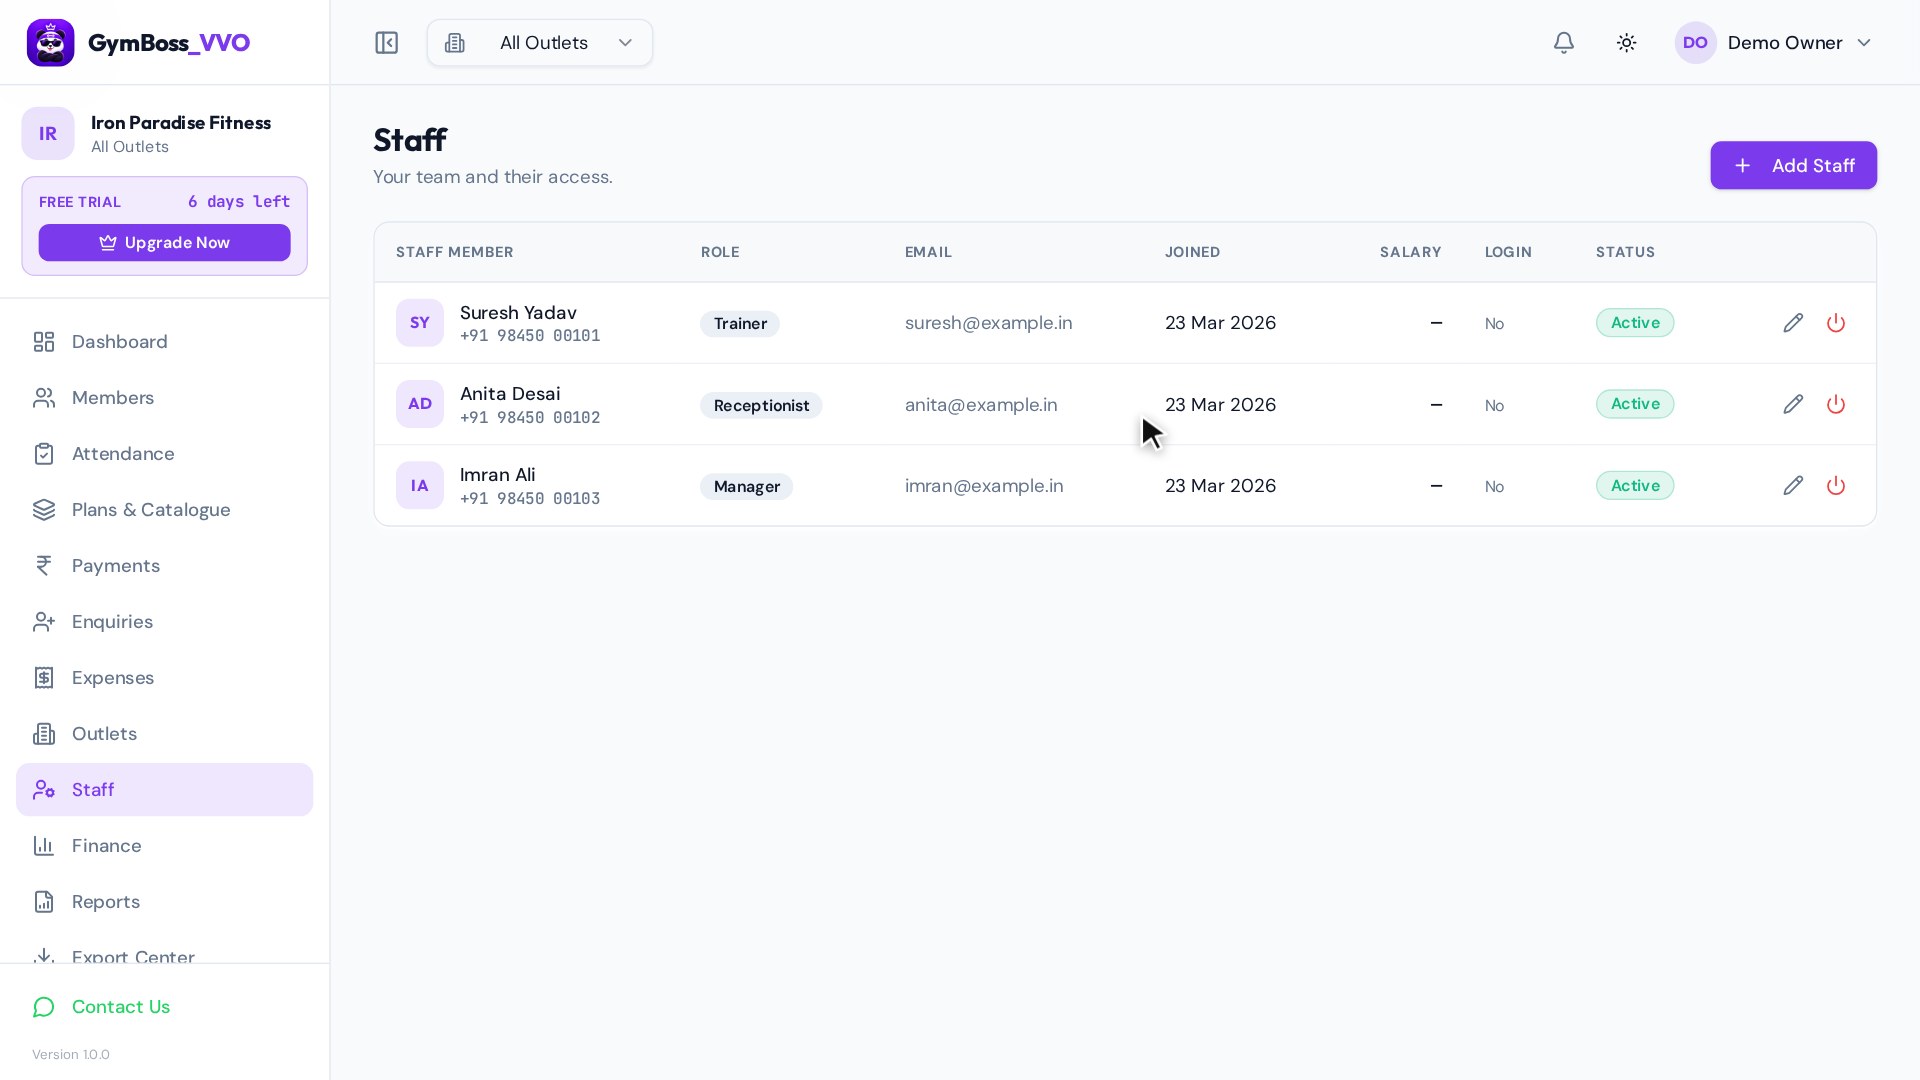 GymBoss_VVO
All Outlets
DO
Demo Owner
IR
Iron Paradise Fitness
All Outlets
FREE TRIAL
6 days left
Upgrade Now
Dashboard
Members
Attendance
Plans & Catalogue
Payments
Enquiries
Expenses
Outlets
Staff
Finance
Reports
Export Center
Contact Us
Version 1.0.0
Staff
Your team and their access.
Add Staff
STAFF MEMBER ROLE EMAIL JOINED SALARY LOGIN STATUS
SY Suresh Yadav Trainer suresh@example.in 23 Mar 2026 – No Active
+91 98450 00101
AD Anita Desai Receptionist anita@example.in 23 Mar 2026 – No Active
+91 98450 00102
IA Imran Ali Manager imran@example.in 23 Mar 2026 – No Active
+91 98450 00103